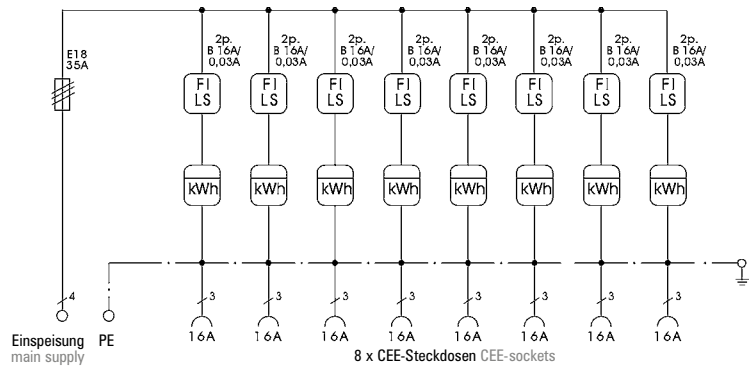 E18
35A
2p. 2p. 2p. 2p. 2p. 2p. 2p. 2p.
B 16A/ B 16A/ B 16A/ B 16A/ B 16A/ B 16A/ B 16A/ B 16A/
0,03A 0,03A 0,03A 0,03A 0,03A 0,03A 0,03A 0,03A
FI FI FI FI FI FI FI FI
LS LS LS LS LS LS LS LS
kWh kWh kWh kWh kWh kWh kWh kWh
4 3 3 3 3 3 3 3 3
16A 16A 16A 16A 16A 16A 16A 16A
Einspeisung PE
main supply
8 x CEE-Steckdosen CEE-sockets